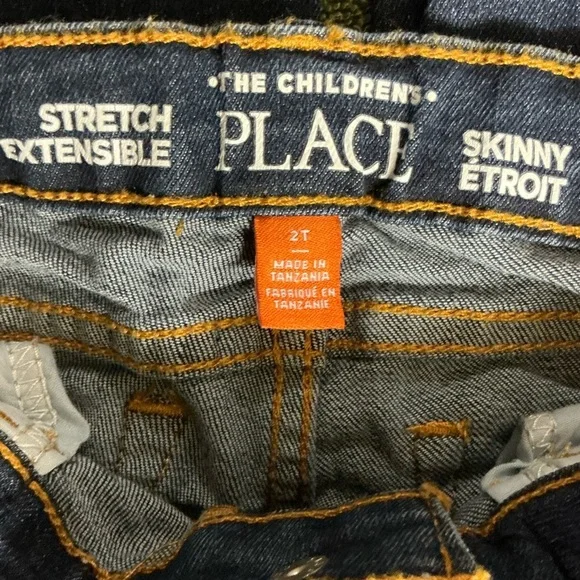 STRETCH
EXTENSIBLE
•THE CHILDREN'S•
PLACE
SKINNY
ÉTROIT
2T
MADE IN
TANZANIA
FABRIQUÉ EN
TANZANIE